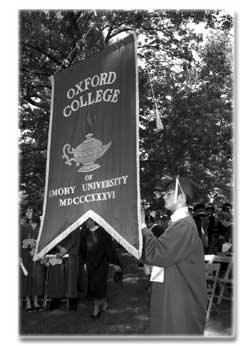 OXFORD
COLLEGE
OF
EMORY UNIVERSITY
MDCCCXXXVI